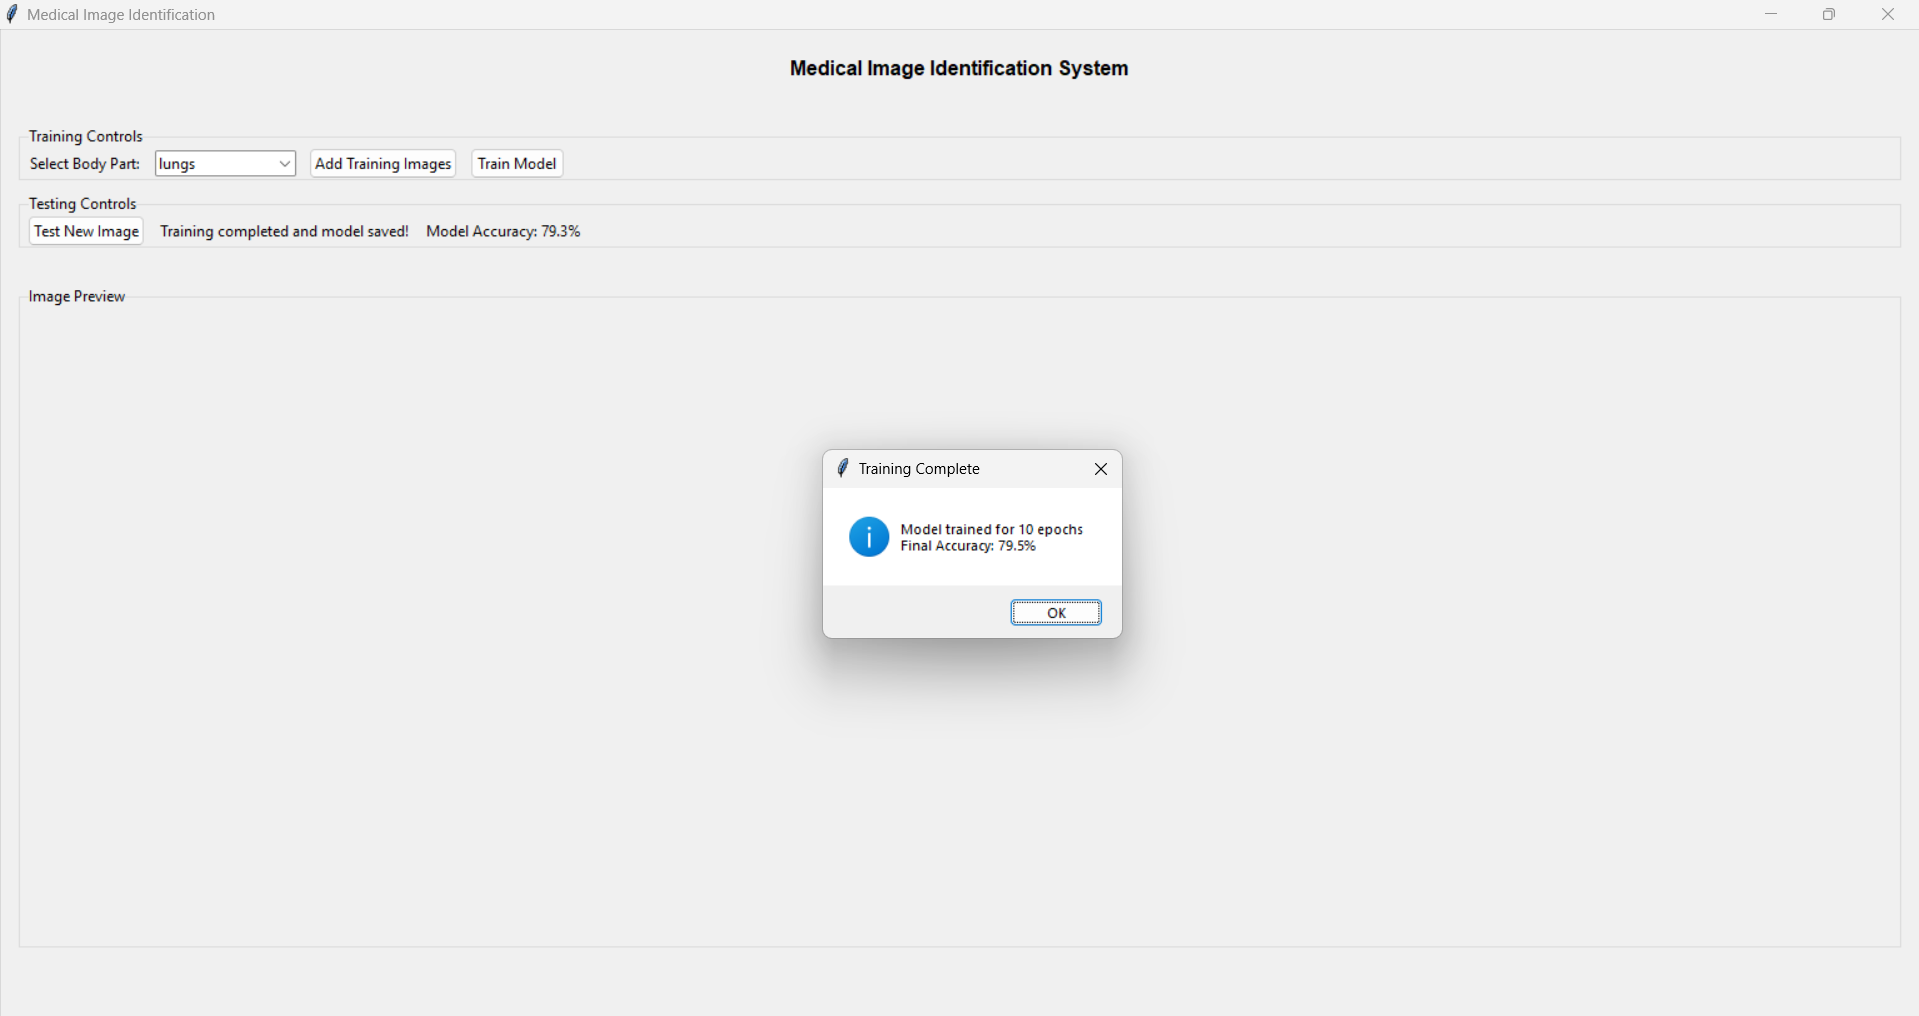 Medical Image Identification
Medical Image Identification System
Training Controls
Select Body Part: lungs Add Training Images Train Model
Testing Controls
Test New Image Training completed and model saved! Model Accuracy: 79.3%
Image Preview
Training Complete
Model trained for 10 epochs
Final Accuracy: 79.5%
OK